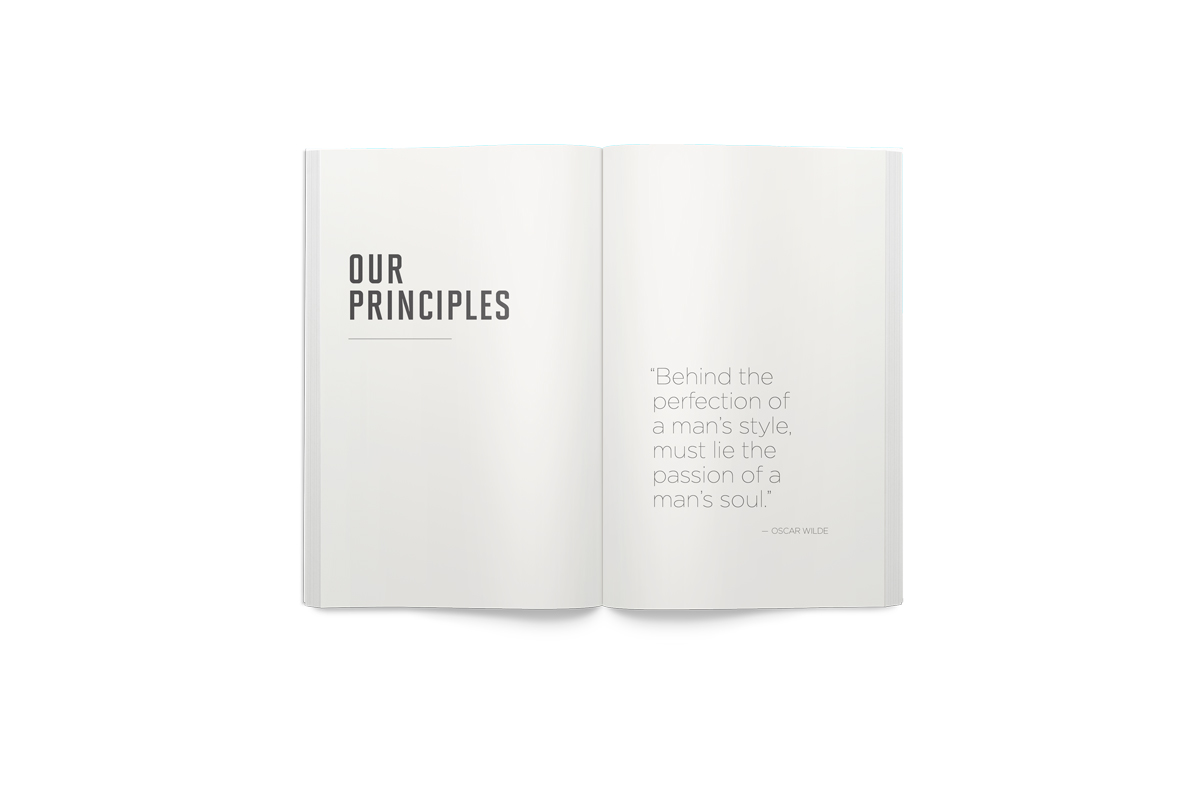 OUR
PRINCIPLES
“Behind the
perfection of
a man’s style,
must lie the
passion of a
man’s soul.”
— OSCAR WILDE